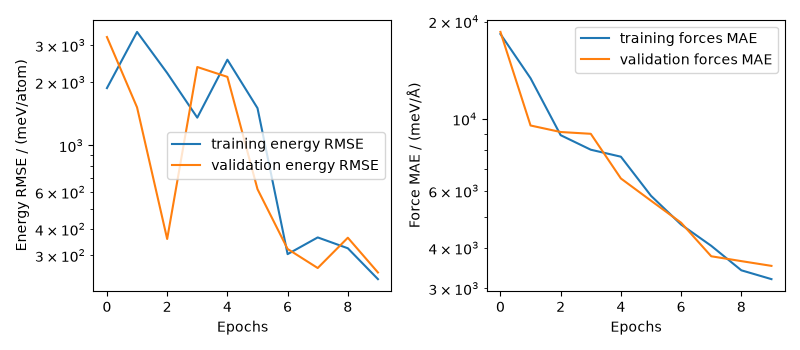 Energy RMSE / (meV/atom)
3 × 10³
2 × 10³
10³
6 × 10²
4 × 10²
3 × 10²
training energy RMSE
validation energy RMSE
0 2 4 6 8
Epochs
Force MAE / (meV/Å)
2 × 10⁴
10⁴
6 × 10³
4 × 10³
3 × 10³
training forces MAE
validation forces MAE
0 2 4 6 8
Epochs